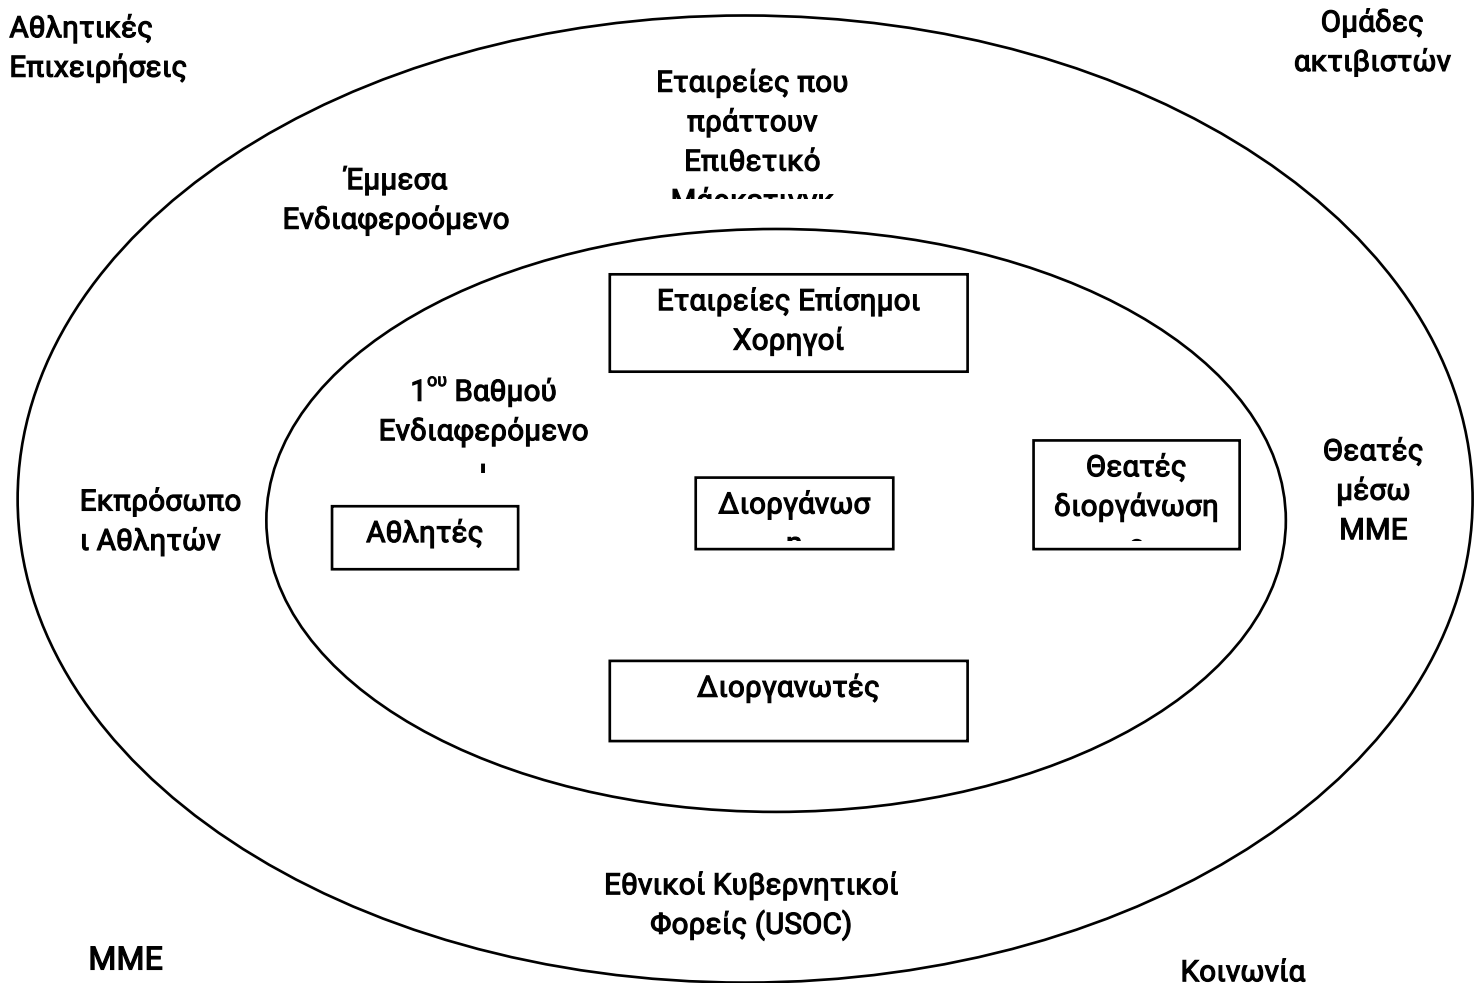 Αθλητικές
Επιχειρήσεις
Ομάδες
ακτιβιστών
Εταιρείες που
πράττουν
Επιθετικό
Μάρκετινγκ
Έμμεσα
Ενδιαφεροόμενο
Εταιρείες Επίσημοι
Χορηγοί
1ου Βαθμού
Ενδιαφερόμενο
ι
Εκπρόσωπο
ι Αθλητών
Αθλητές
Διοργάνωσ
η
Θεατές
διοργάνωση
ς
Θεατές
μέσω
ΜΜΕ
Διοργανωτές
Εθνικοί Κυβερνητικοί
Φορείς (USOC)
ΜΜΕ
Κοινωνία